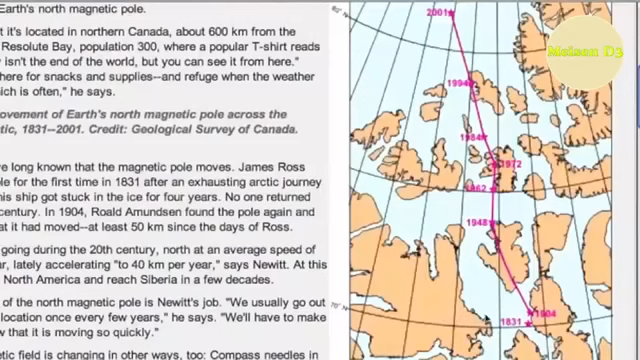 Earth's north magnetic pole.
t it's located in northern Canada, about 600 km from the
Resolute Bay, population 300, where a popular T-shirt reads
isn't the end of the world, but you can see it from here."
here for snacks and supplies--and refuge when the weather
hich is often," he says.
ovement of Earth's north magnetic pole across the
tic, 1831--2001. Credit: Geological Survey of Canada.
ve long known that the magnetic pole moves. James Ross
le for the first time in 1831 after an exhausting arctic journey
his ship got stuck in the ice for four years. No one returned
century. In 1904, Roald Amundsen found the pole again and
at it had moved--at least 50 km since the days of Ross.
going during the 20th century, north at an average speed of
ar, lately accelerating "to 40 km per year," says Newitt. At this
North America and reach Siberia in a few decades.
of the north magnetic pole is Newitt's job. "We usually go out
location once every few years," he says. "We'll have to make
w that it is moving so quickly."
etic field is changing in other ways, too: Compass needles in
80° N
2001
1994
1984
1972
1962
1948
70° N
1904
1831
Meison D3